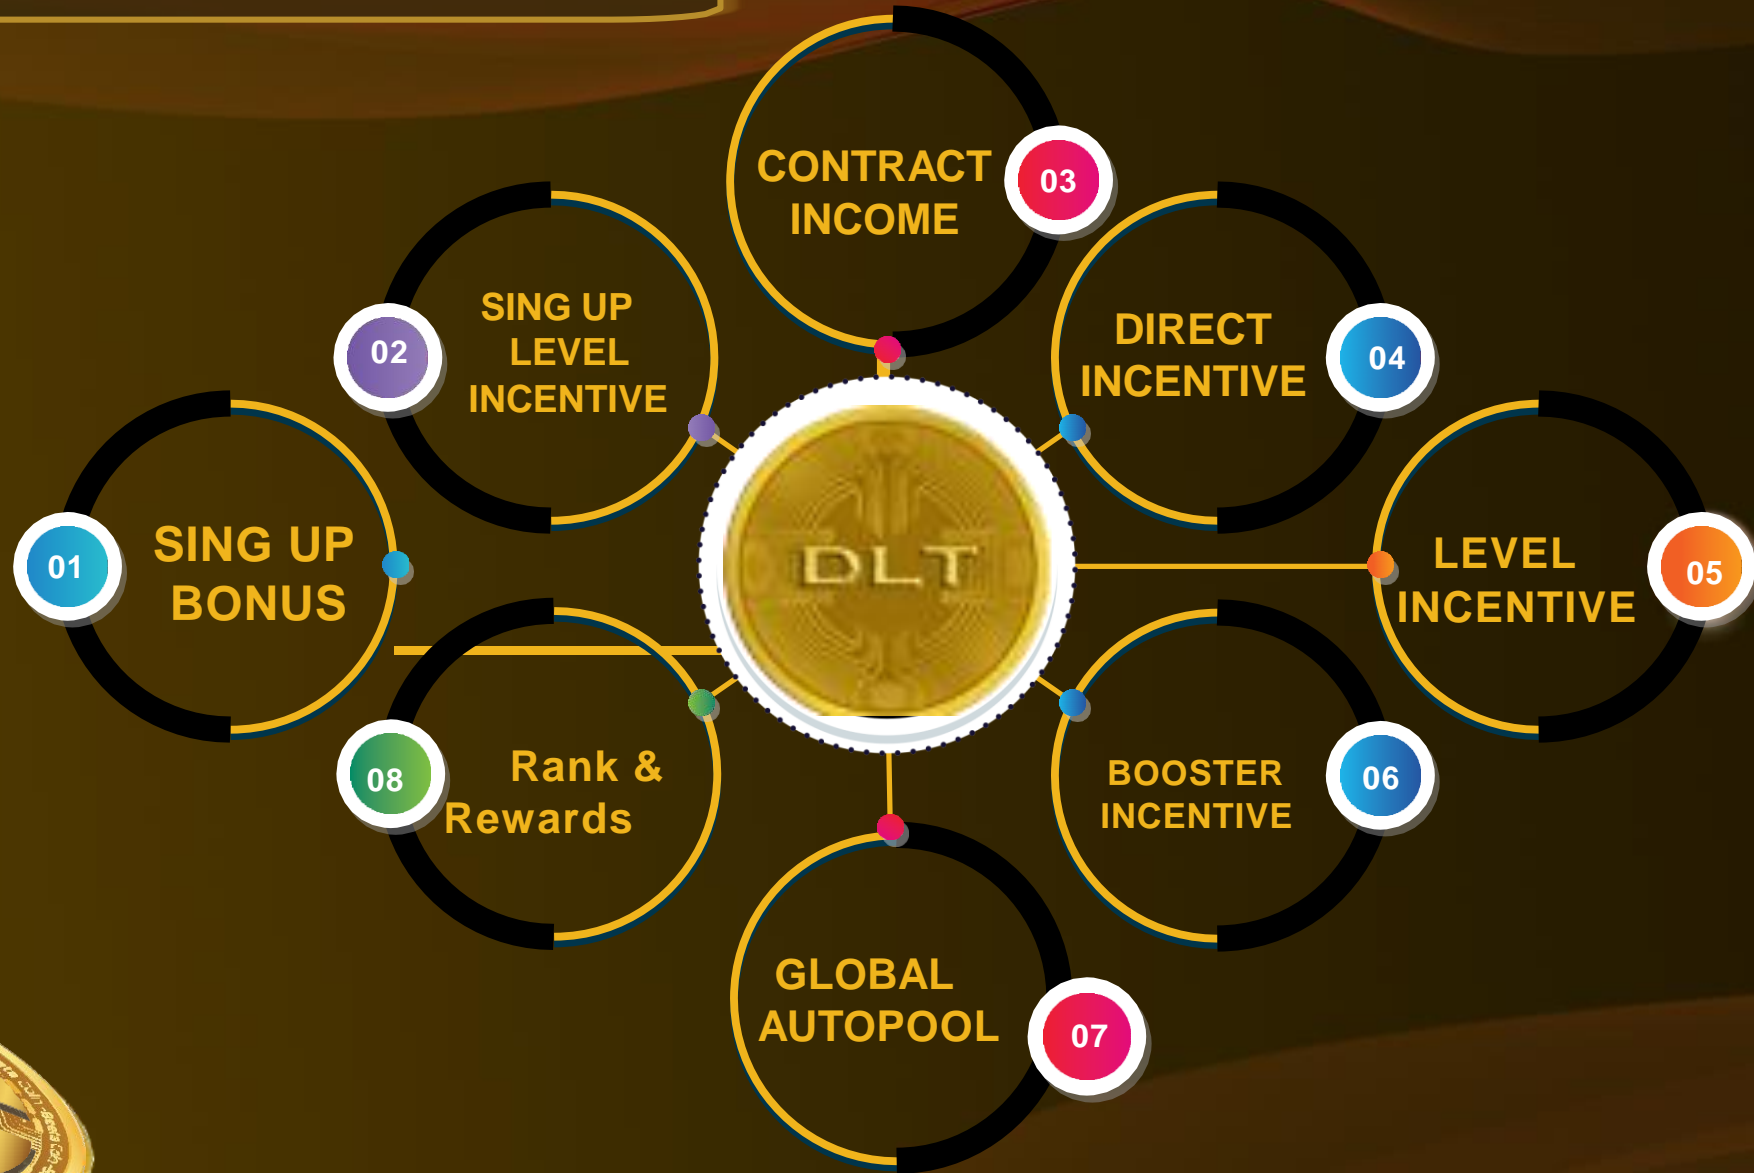 01
SING UP
BONUS
02
SING UP
LEVEL
INCENTIVE
03
CONTRACT
INCOME
04
DIRECT
INCENTIVE
05
LEVEL
INCENTIVE
06
BOOSTER
INCENTIVE
07
GLOBAL
AUTOPOOL
08
Rank &
Rewards
DLT